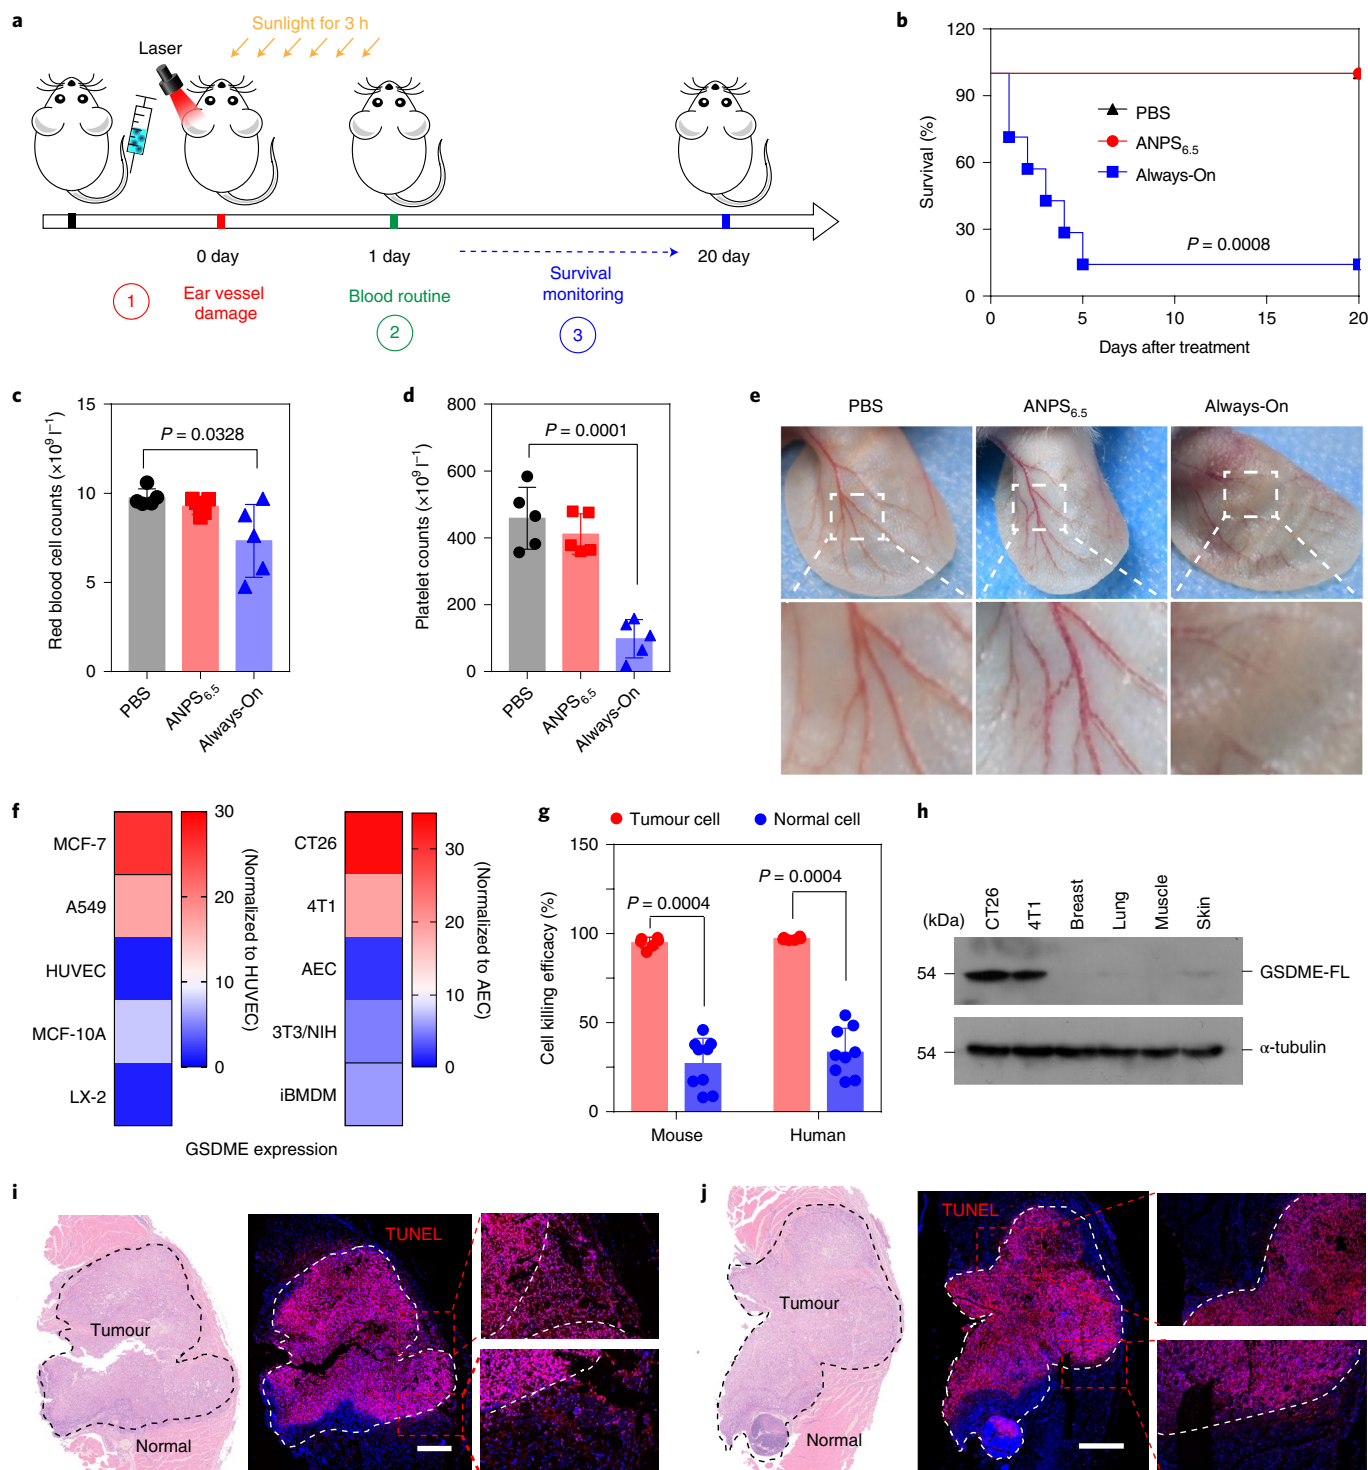 a
Sunlight for 3 h
Laser
0 day
1 day
20 day
1
Ear vessel
damage
Blood routine
2
Survival
monitoring
3
b
120
90
60
30
0
Survival (%)
PBS
ANPS6.5
Always-On
P = 0.0008
0
5
10
15
20
Days after treatment
c
15
10
5
0
Red blood cell counts (×10⁹ l⁻¹)
P = 0.0328
PBS
ANPS6.5
Always-On
d
800
600
400
200
0
Platelet counts (×10⁹ l⁻¹)
P = 0.0001
PBS
ANPS6.5
Always-On
e
PBS
ANPS6.5
Always-On
f
MCF-7
A549
HUVEC
MCF-10A
LX-2
30
20
10
0
(Normalized to HUVEC)
CT26
4T1
AEC
3T3/NIH
iBMDM
30
20
10
0
(Normalized to AEC)
GSDME expression
g
Tumour cell
Normal cell
150
100
50
0
Cell killing efficacy (%)
P = 0.0004
P = 0.0004
Mouse
Human
h
(kDa)
CT26
4T1
Breast
Lung
Muscle
Skin
54
GSDME-FL
54
α-tubulin
i
Tumour
Normal
TUNEL
j
Tumour
Normal
TUNEL